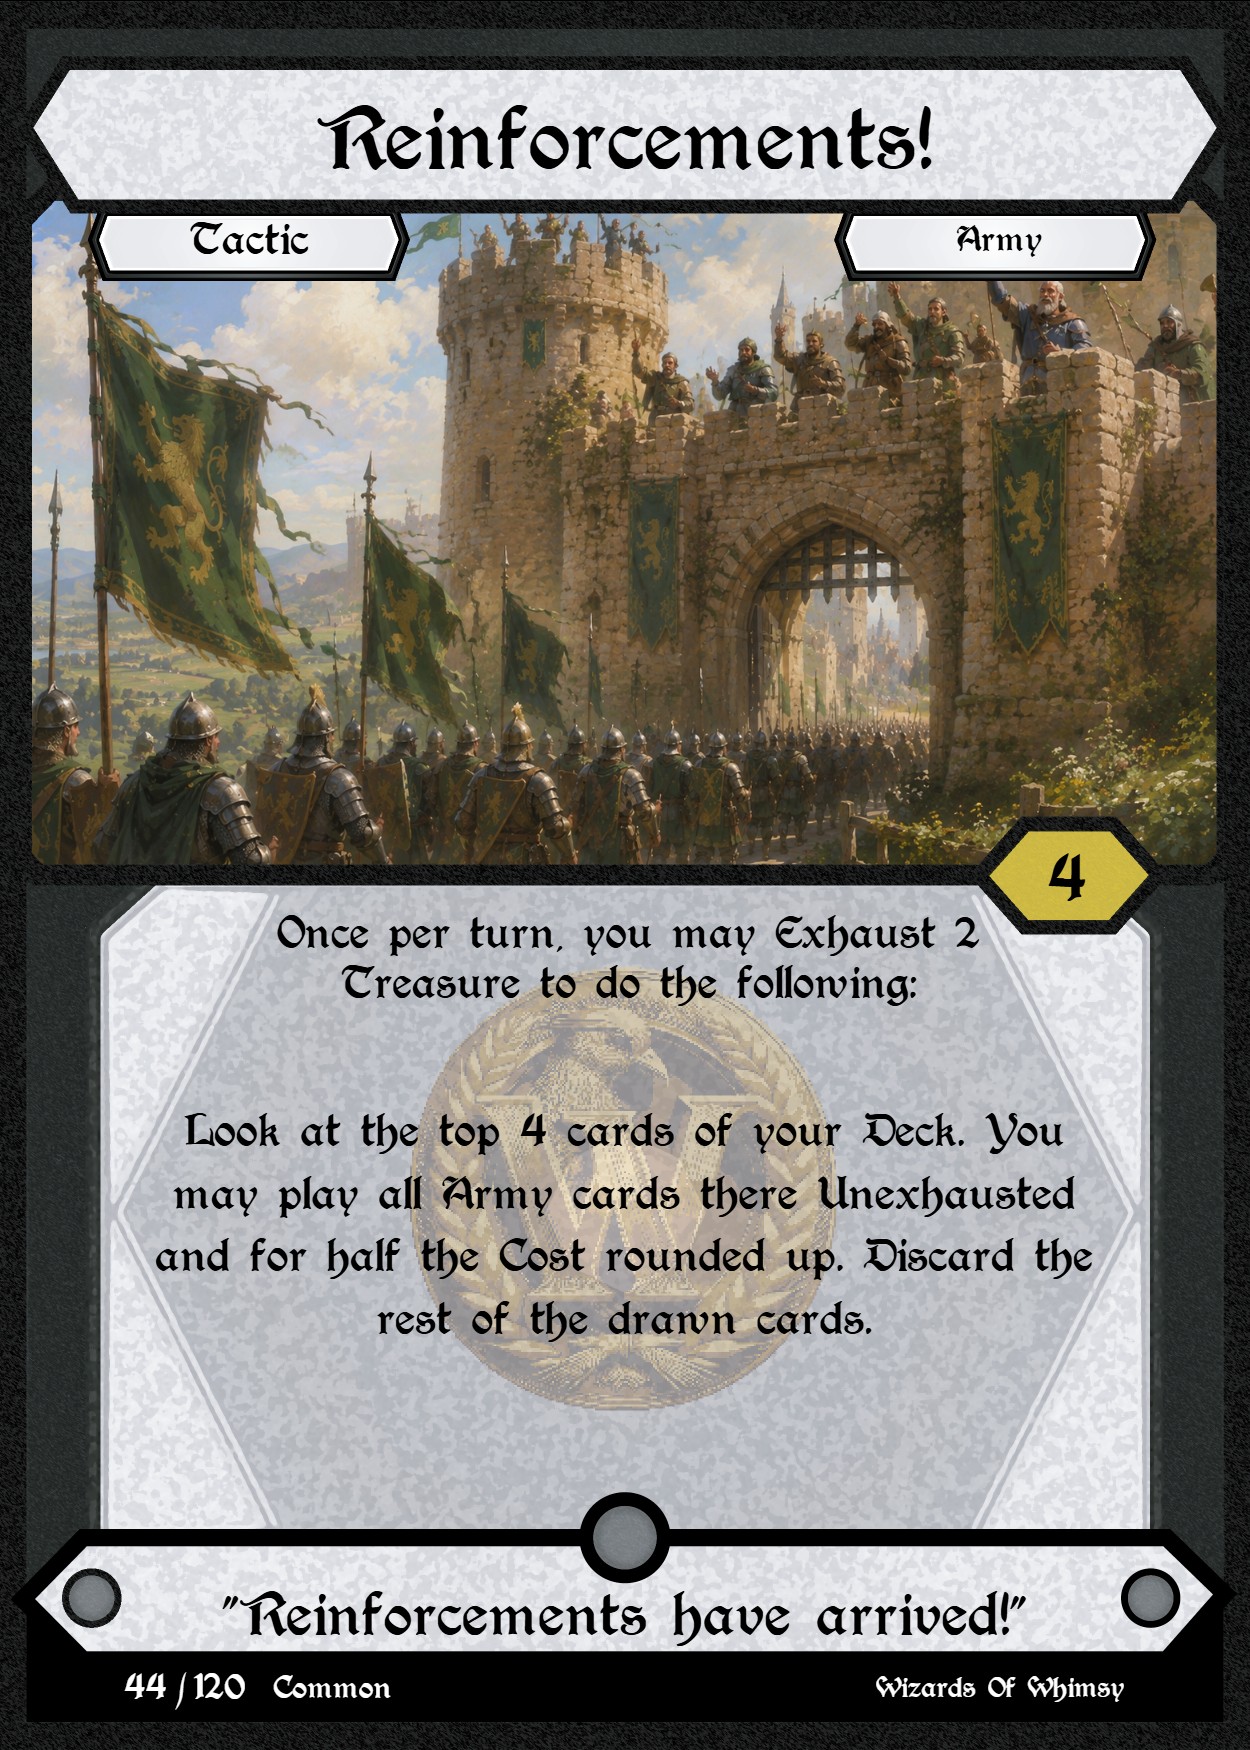 Reinforcements!
Tactic
Army
4
Once per turn, you may Exhaust 2
Treasure to do the following:
Look at the top 4 cards of your Deck. You
may play all Army cards there Unexhausted
and for half the Cost rounded up. Discard the
rest of the drawn cards.
W
"Reinforcements have arrived!"
44 / 120 Common
Wizards Of Whimsy